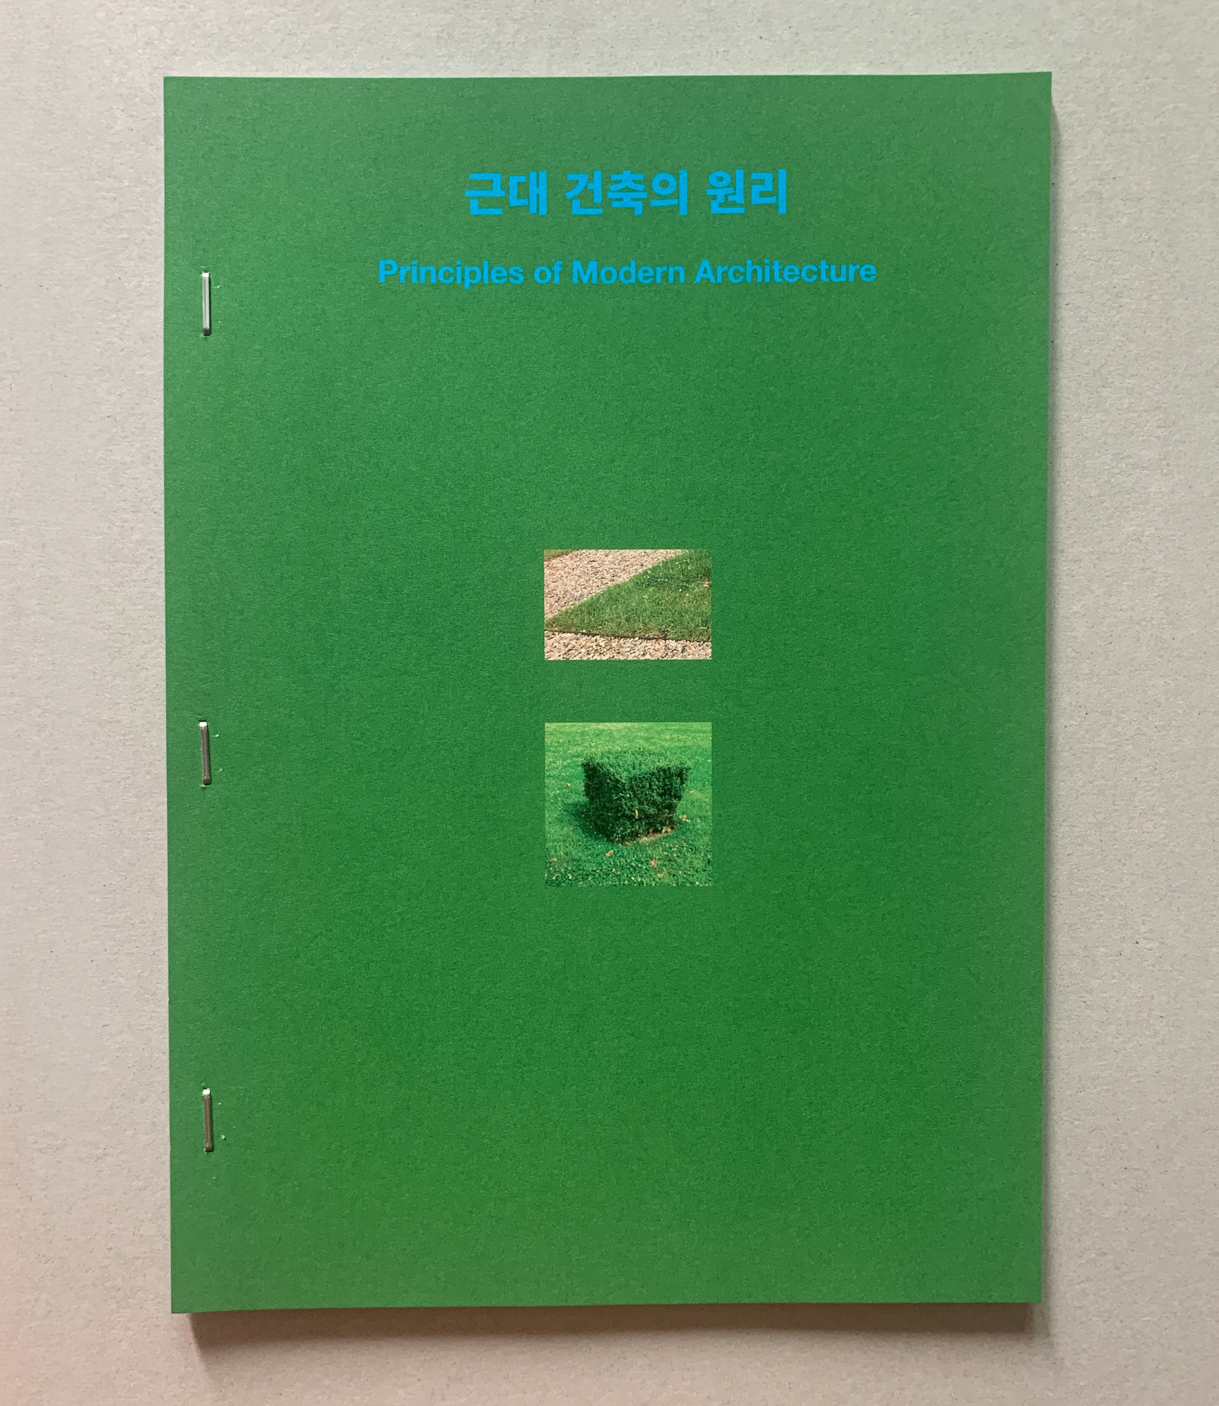 근대 건축의 원리
Principles of Modern Architecture